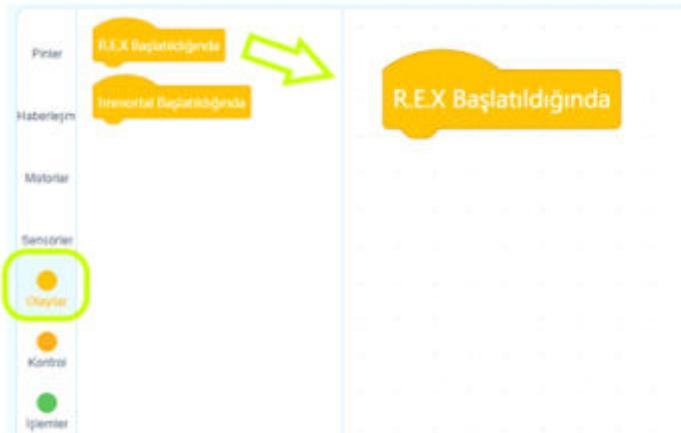 Pinler
Haberleşm
Motorlar
Sensörler
Olaylar
Kontrol
İşlemler
R.E.X Başlatıldığında
Immortal Başlatıldığında
R.E.X Başlatıldığında